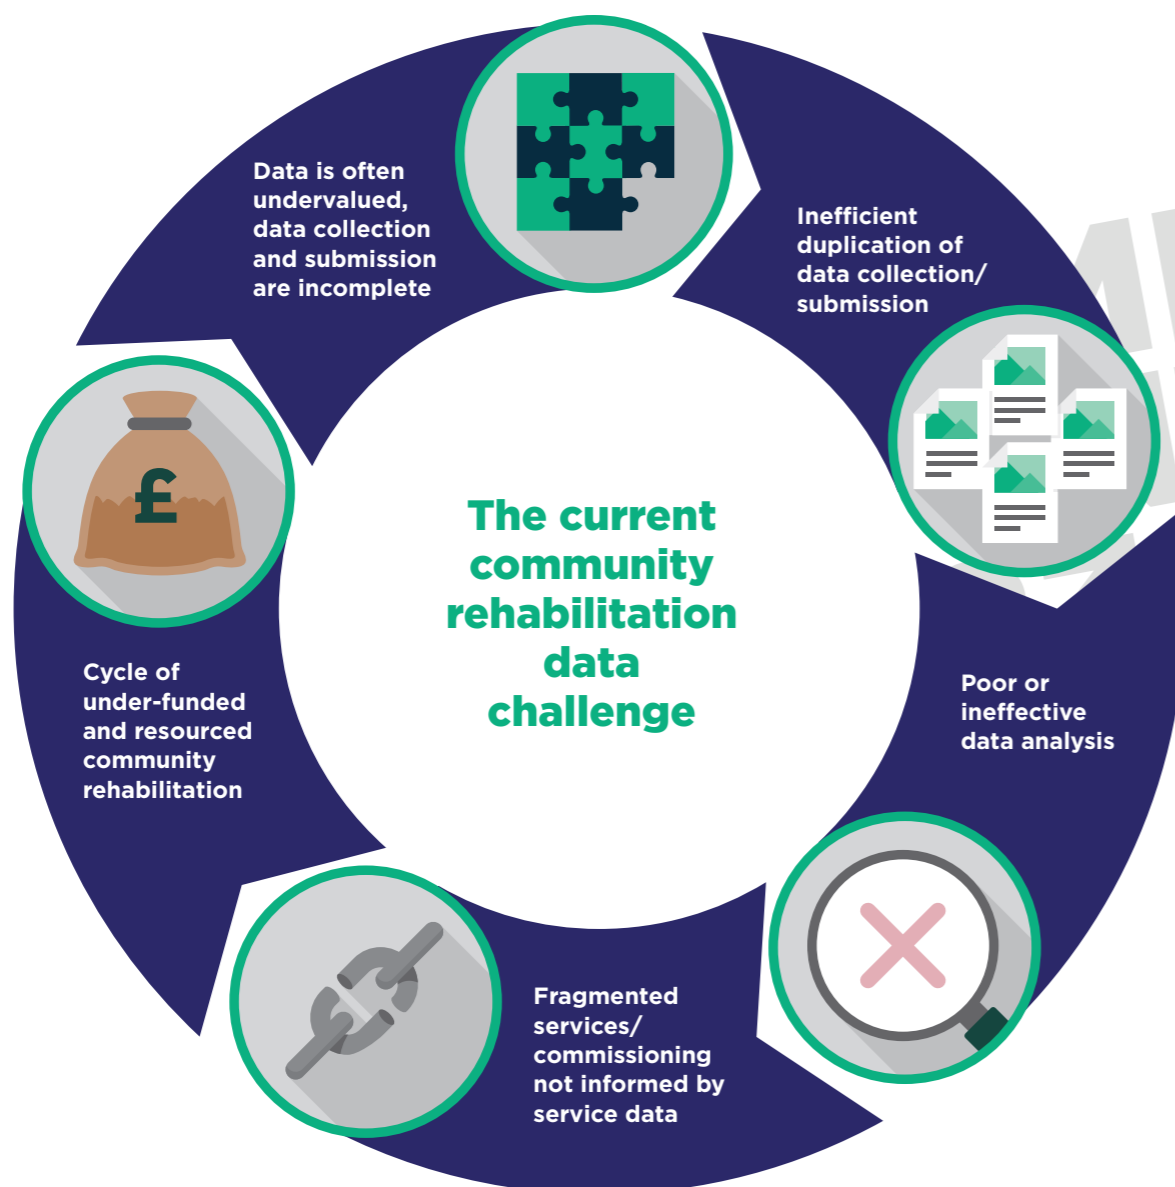 Data is often
undervalued,
data collection
and submission
are incomplete
Inefficient
duplication of
data collection/
submission
The current
community
rehabilitation
data
challenge
Cycle of
under-funded
and resourced
community
rehabilitation
£
Poor or
ineffective
data analysis
Fragmented
services/
commissioning
not informed by
service data